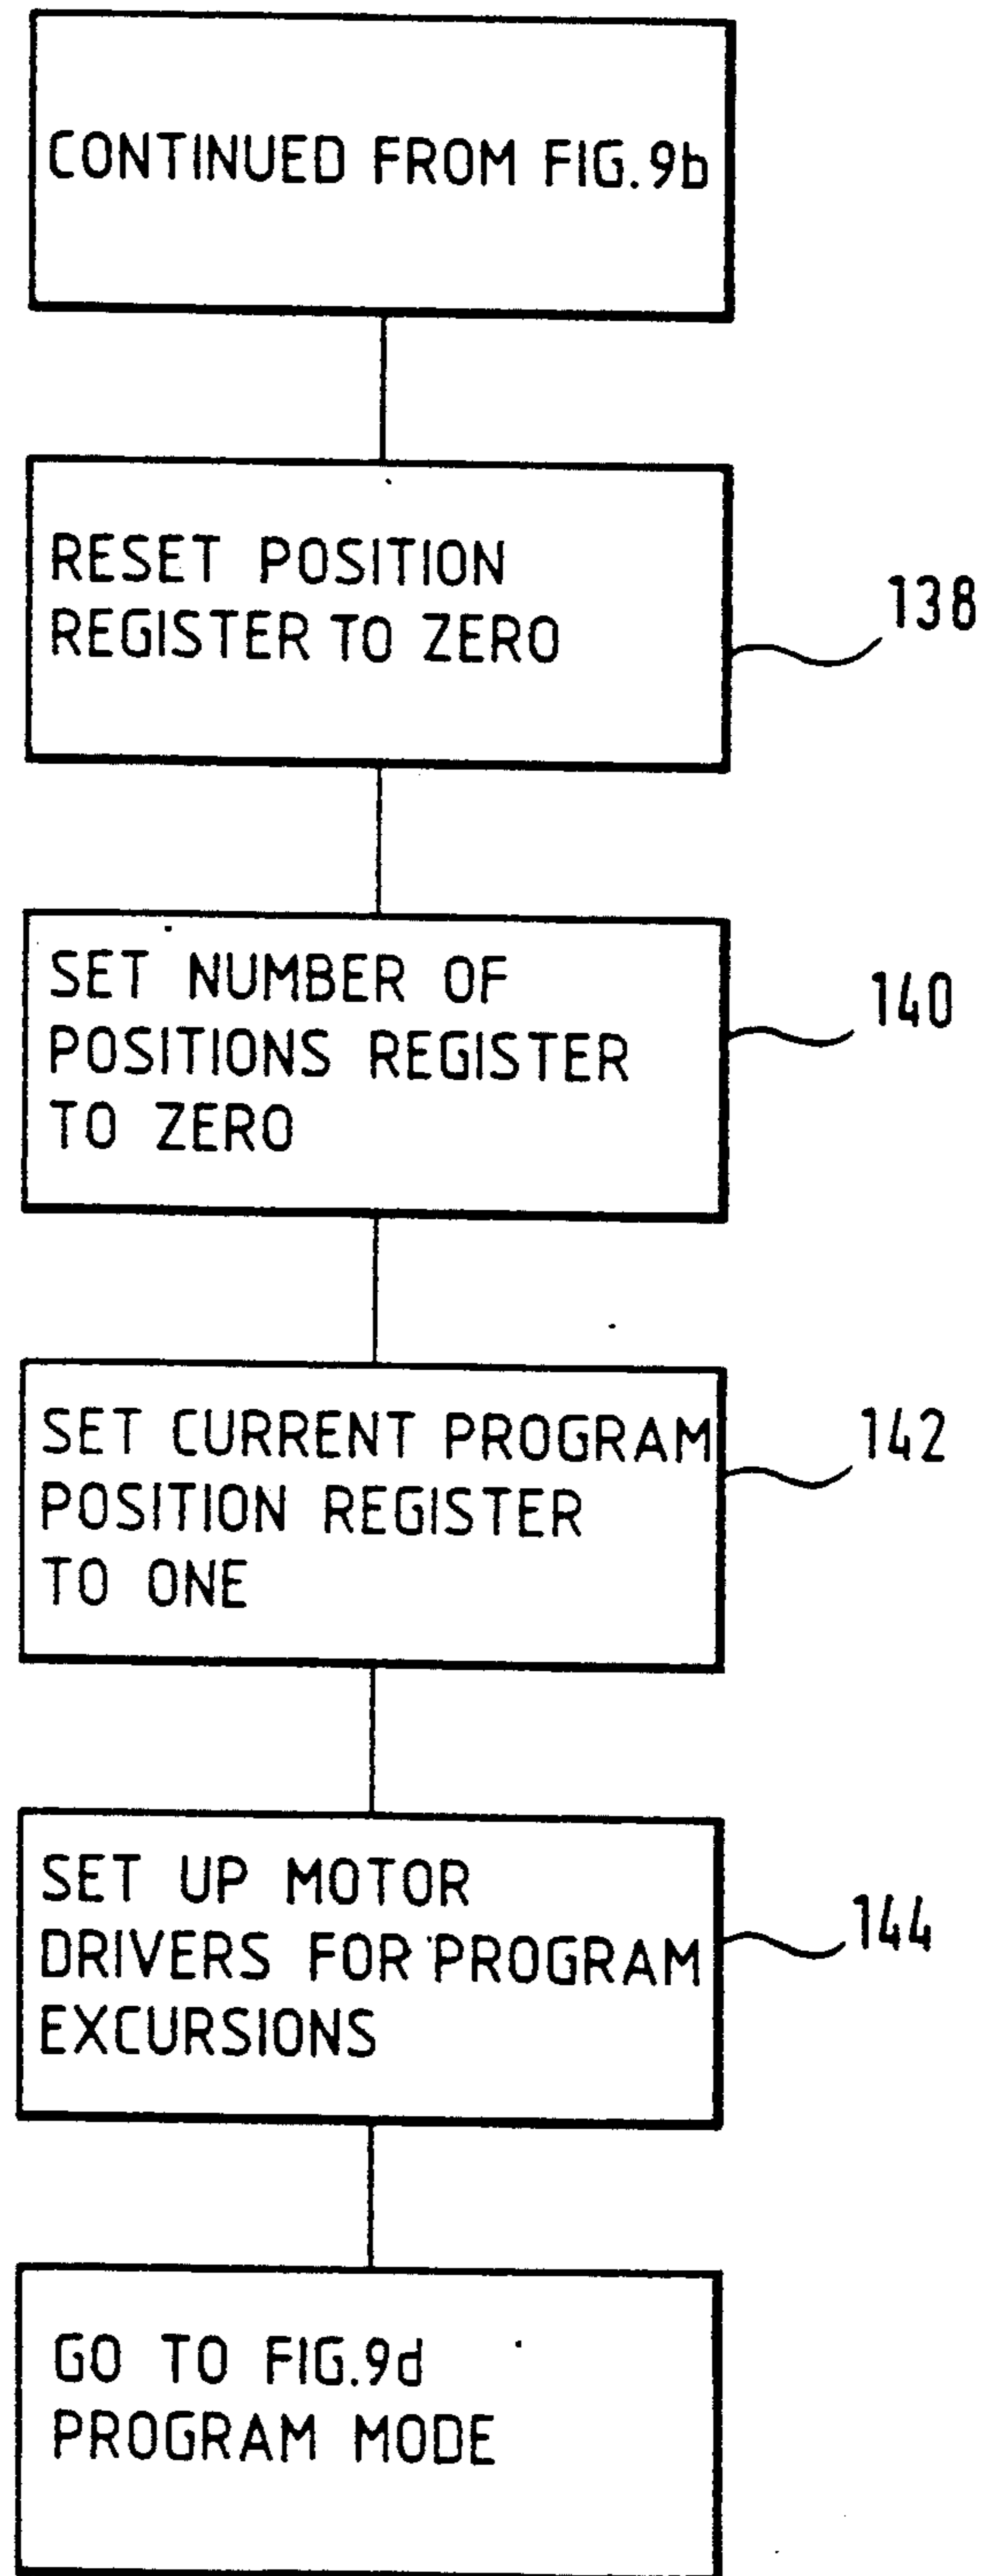 CONTINUED FROM FIG.9b
RESET POSITION
REGISTER TO ZERO
138
SET NUMBER OF
POSITIONS REGISTER
TO ZERO
140
SET CURRENT PROGRAM
POSITION REGISTER
TO ONE
142
SET UP MOTOR
DRIVERS FOR PROGRAM
EXCURSIONS
144
GO TO FIG.9d
PROGRAM MODE